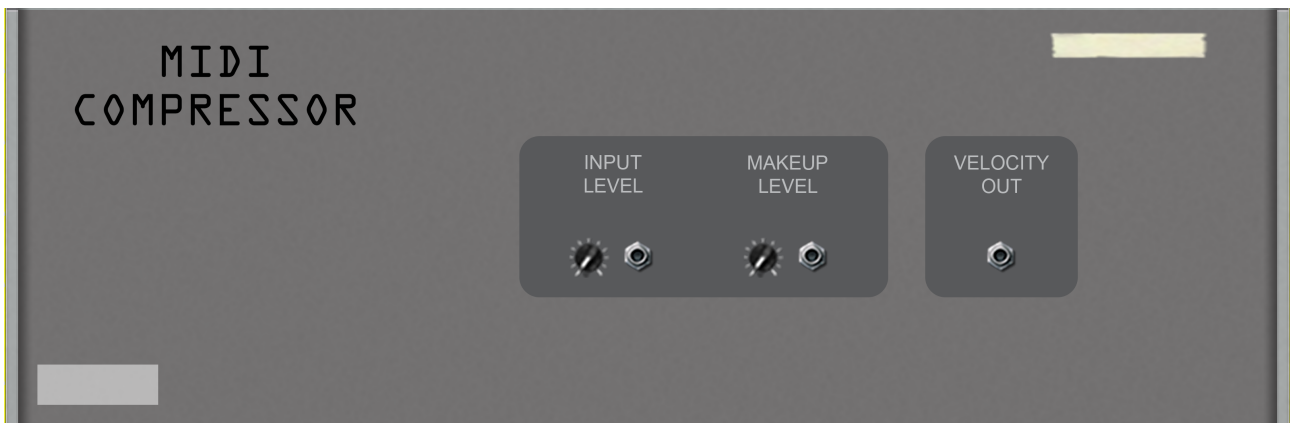 MIDI
COMPRESSOR
INPUT
LEVEL
MAKEUP
LEVEL
VELOCITY
OUT